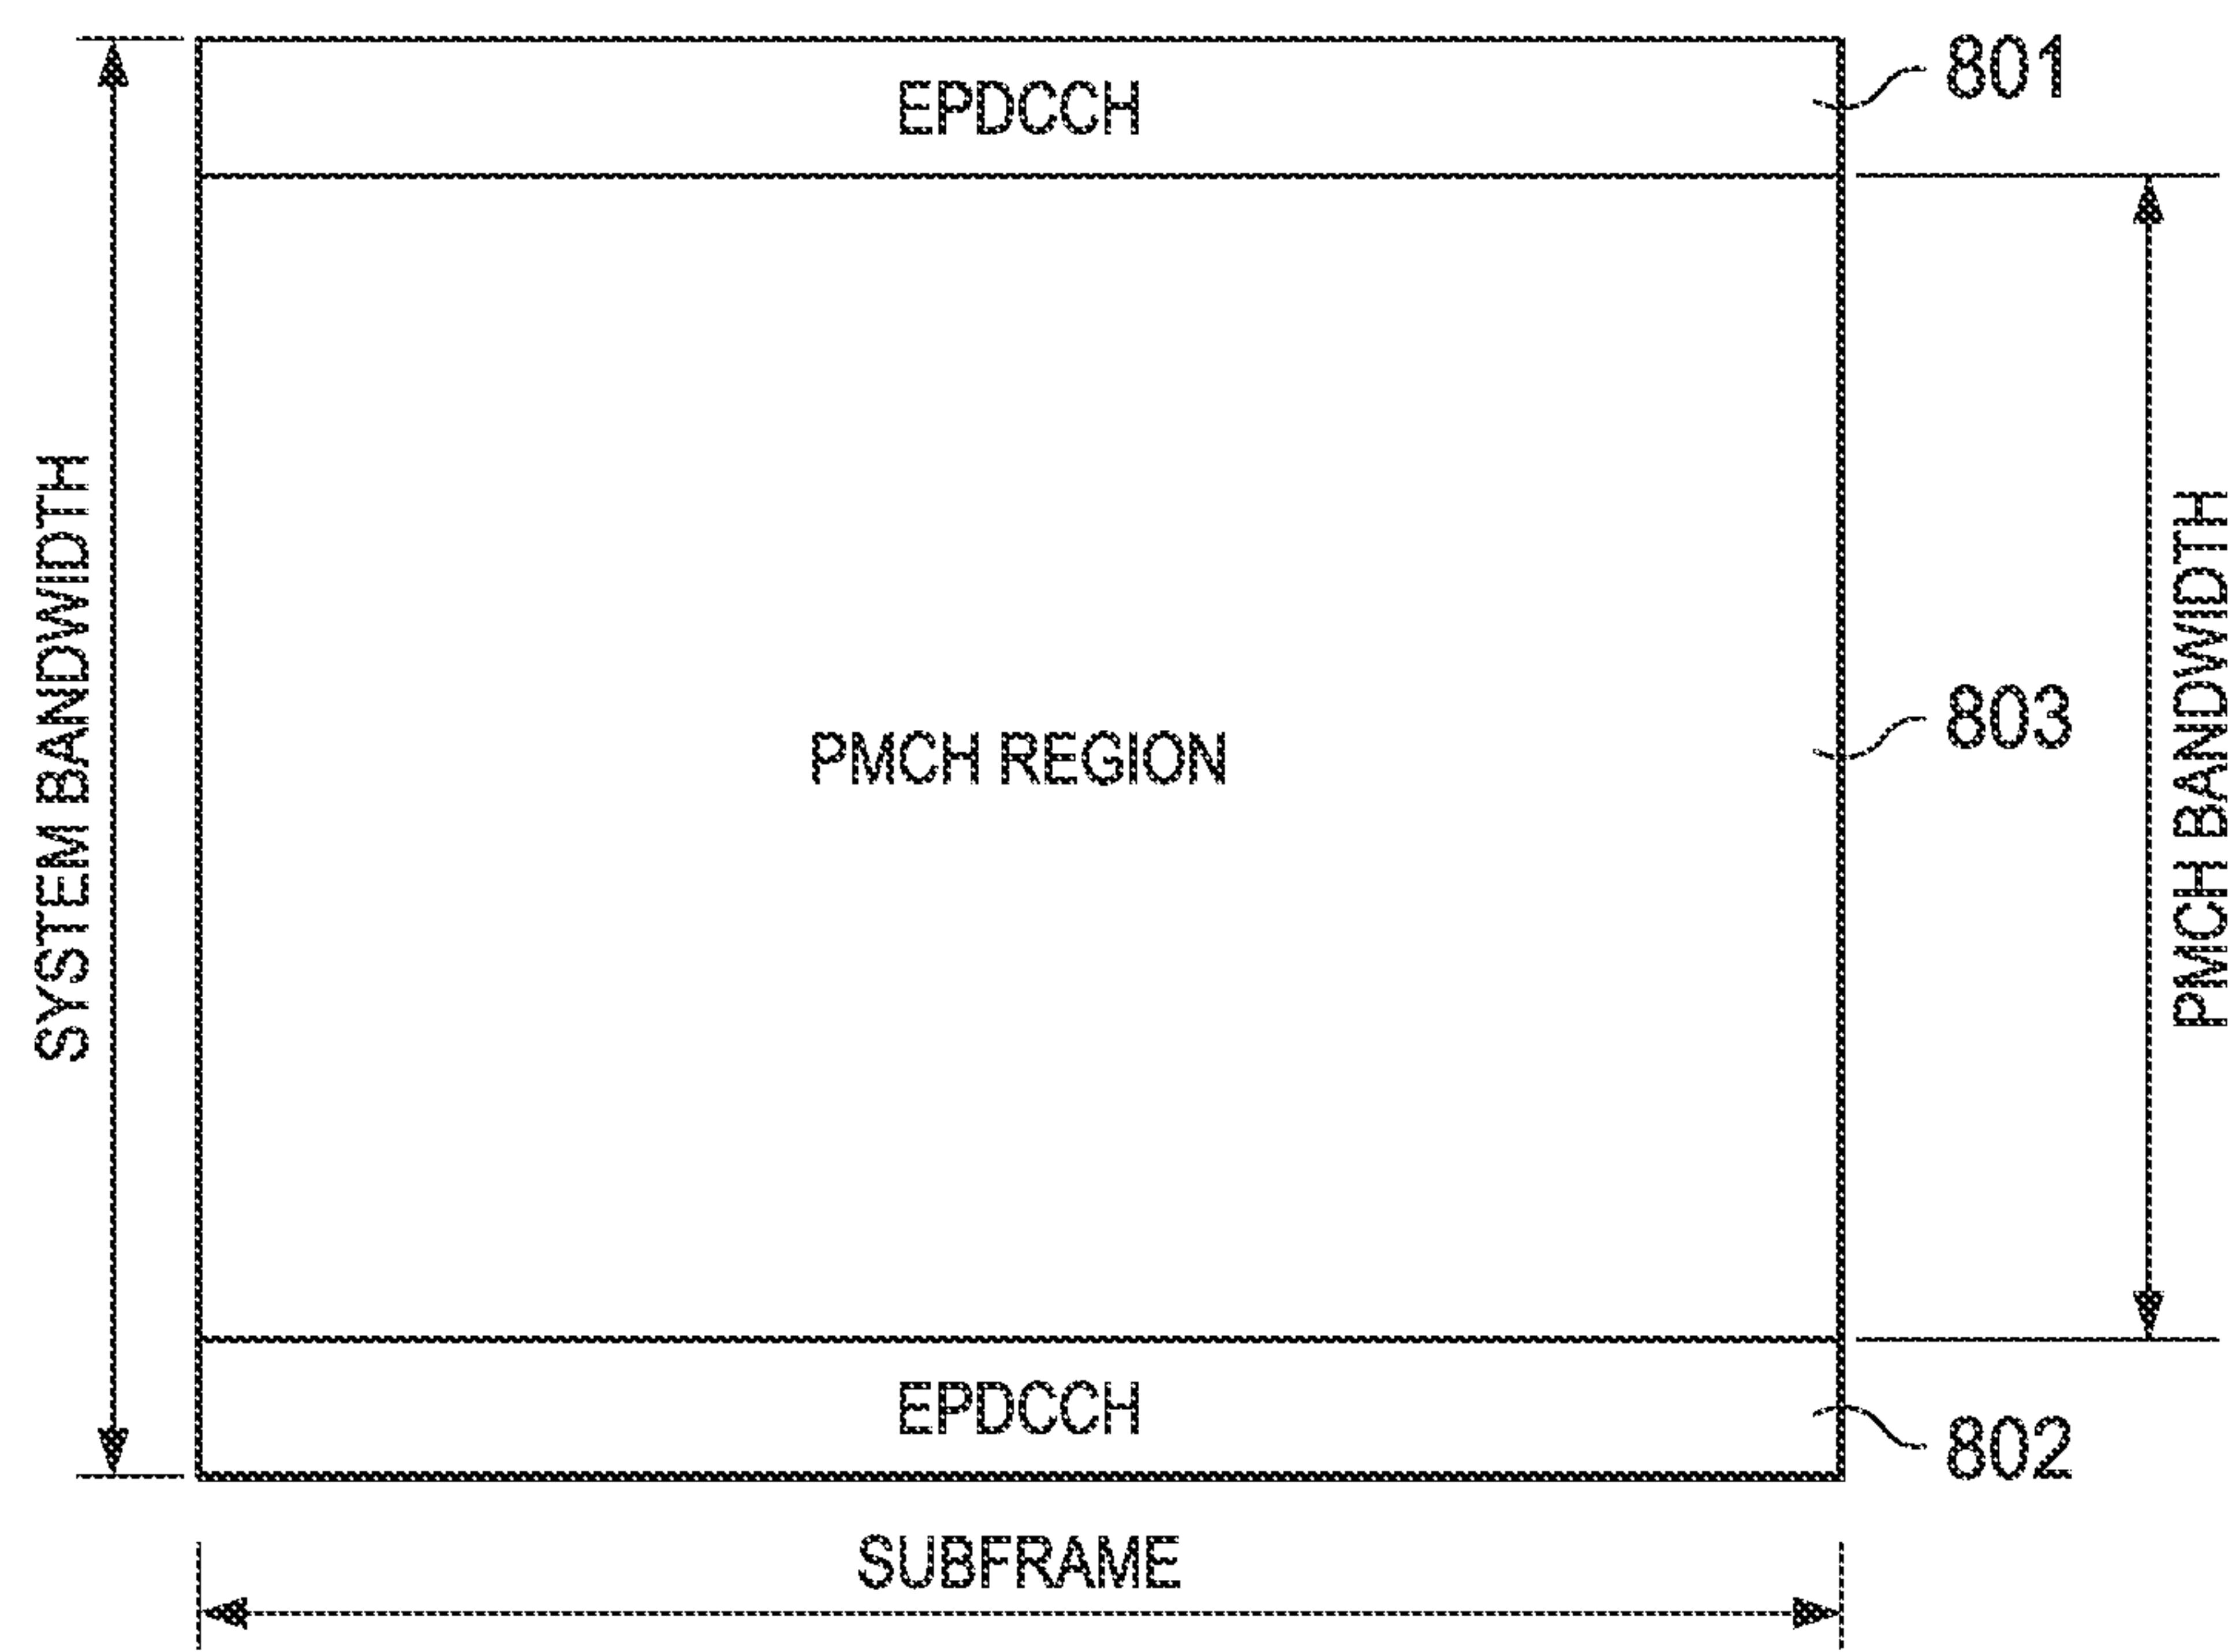 EPDCCH
801
SYSTEM BANDWIDTH
PMCH REGION
803
PMCH BANDWIDTH
EPDCCH
802
SUBFRAME